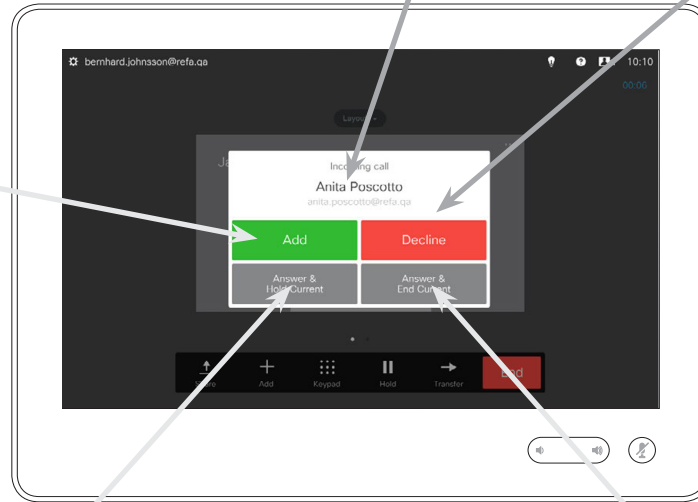 bernhard.johnsson@refa.qa
10:10
00:06
Layout
Ja
Incoming call
Anita Poscotto
anita.poscotto@refa.qa
Add
Decline
Answer &
Hold Current
Answer &
End Current
Share
Add
Keypad
Hold
Transfer
End